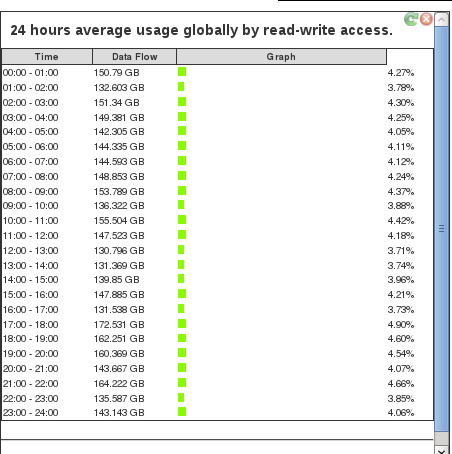 24 hours average usage globally by read-write access.
Time Data Flow Graph
00:00 - 01:00 150.79 GB 4.27%
01:00 - 02:00 132.603 GB 3.78%
02:00 - 03:00 151.34 GB 4.30%
03:00 - 04:00 149.381 GB 4.25%
04:00 - 05:00 142.305 GB 4.05%
05:00 - 06:00 144.335 GB 4.11%
06:00 - 07:00 144.593 GB 4.12%
07:00 - 08:00 148.853 GB 4.24%
08:00 - 09:00 153.789 GB 4.37%
09:00 - 10:00 136.322 GB 3.88%
10:00 - 11:00 155.504 GB 4.42%
11:00 - 12:00 147.523 GB 4.18%
12:00 - 13:00 130.796 GB 3.71%
13:00 - 14:00 131.369 GB 3.74%
14:00 - 15:00 139.85 GB 3.96%
15:00 - 16:00 147.885 GB 4.21%
16:00 - 17:00 131.538 GB 3.73%
17:00 - 18:00 172.531 GB 4.90%
18:00 - 19:00 162.251 GB 4.60%
19:00 - 20:00 160.369 GB 4.54%
20:00 - 21:00 143.667 GB 4.07%
21:00 - 22:00 164.222 GB 4.66%
22:00 - 23:00 135.587 GB 3.85%
23:00 - 24:00 143.143 GB 4.06%